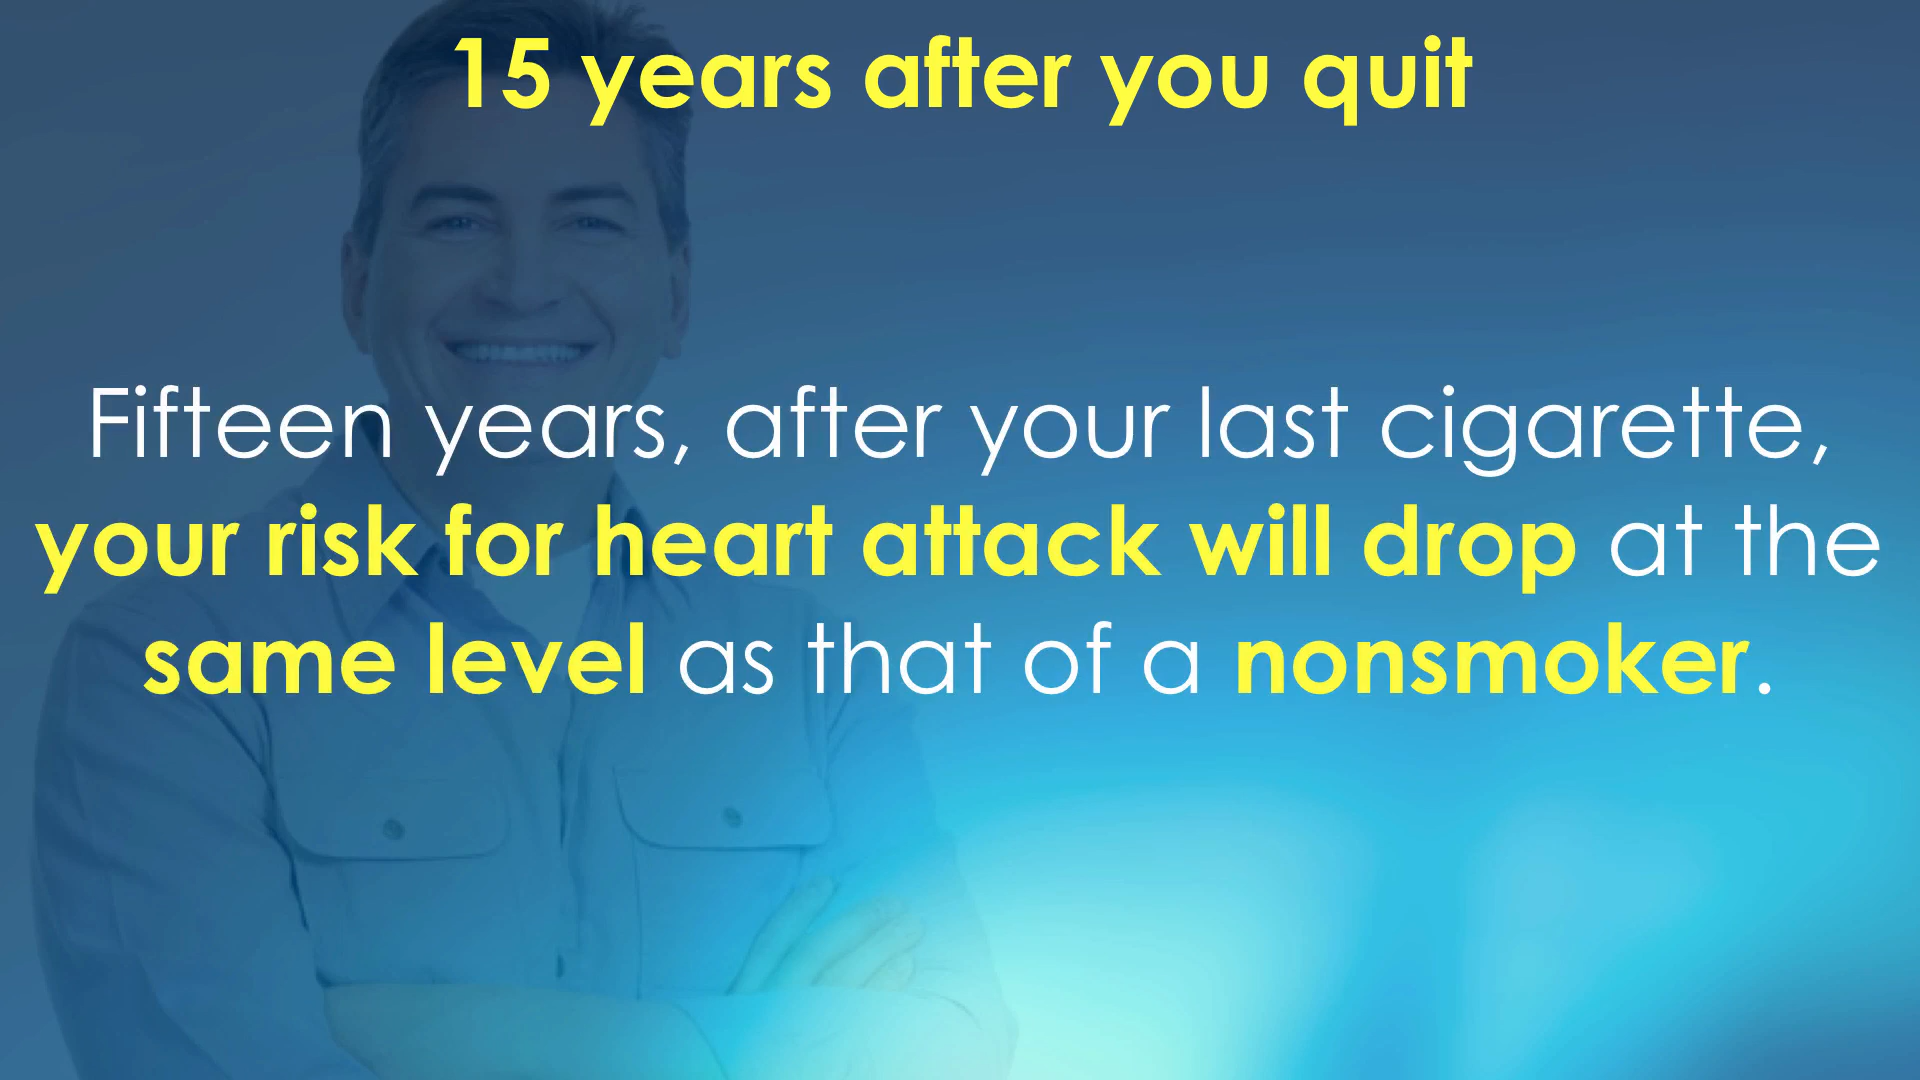 15 years after you quit
Fifteen years, after your last cigarette,
your risk for heart attack will drop at the
same level as that of a nonsmoker.